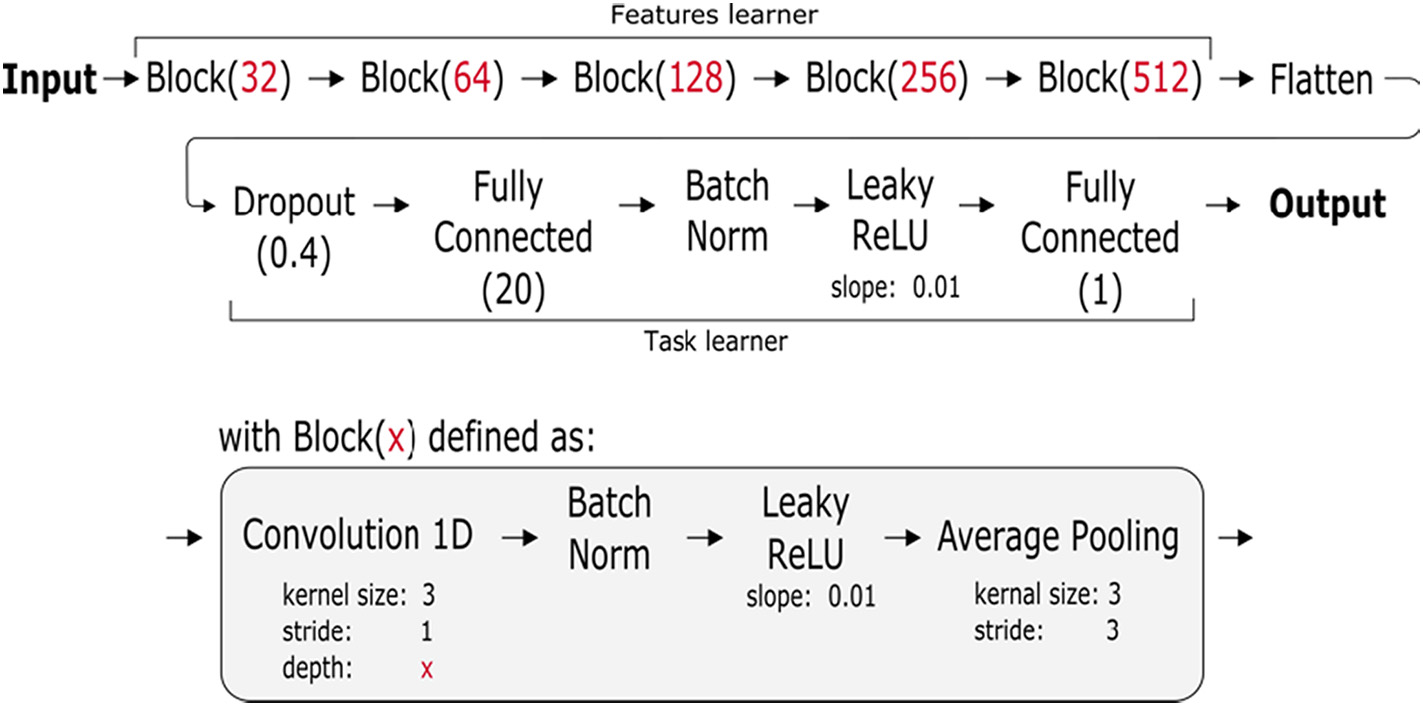 Features learner
Input Block(32) Block(64) Block(128) Block(256) Block(512) Flatten
Dropout
(0.4)
Fully
Connected
(20)
Batch
Norm
Leaky
ReLU
slope: 0.01
Fully
Connected
(1)
Output
Task learner
with Block(x) defined as:
Convolution 1D
kernel size: 3
stride: 1
depth: x
Batch
Norm
Leaky
ReLU
slope: 0.01
Average Pooling
kernal size: 3
stride: 3